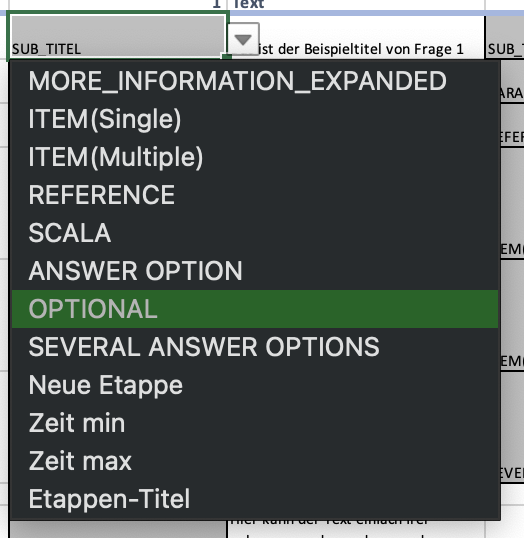 1 Text
SUB_TITEL
ist der Beispieltitel von Frage 1
SUB_T
MORE_INFORMATION_EXPANDED
ITEM(Single)
ITEM(Multiple)
REFERENCE
SCALA
ANSWER OPTION
OPTIONAL
SEVERAL ANSWER OPTIONS
Neue Etappe
Zeit min
Zeit max
Etappen-Titel
Hier kann der Text einfach frei